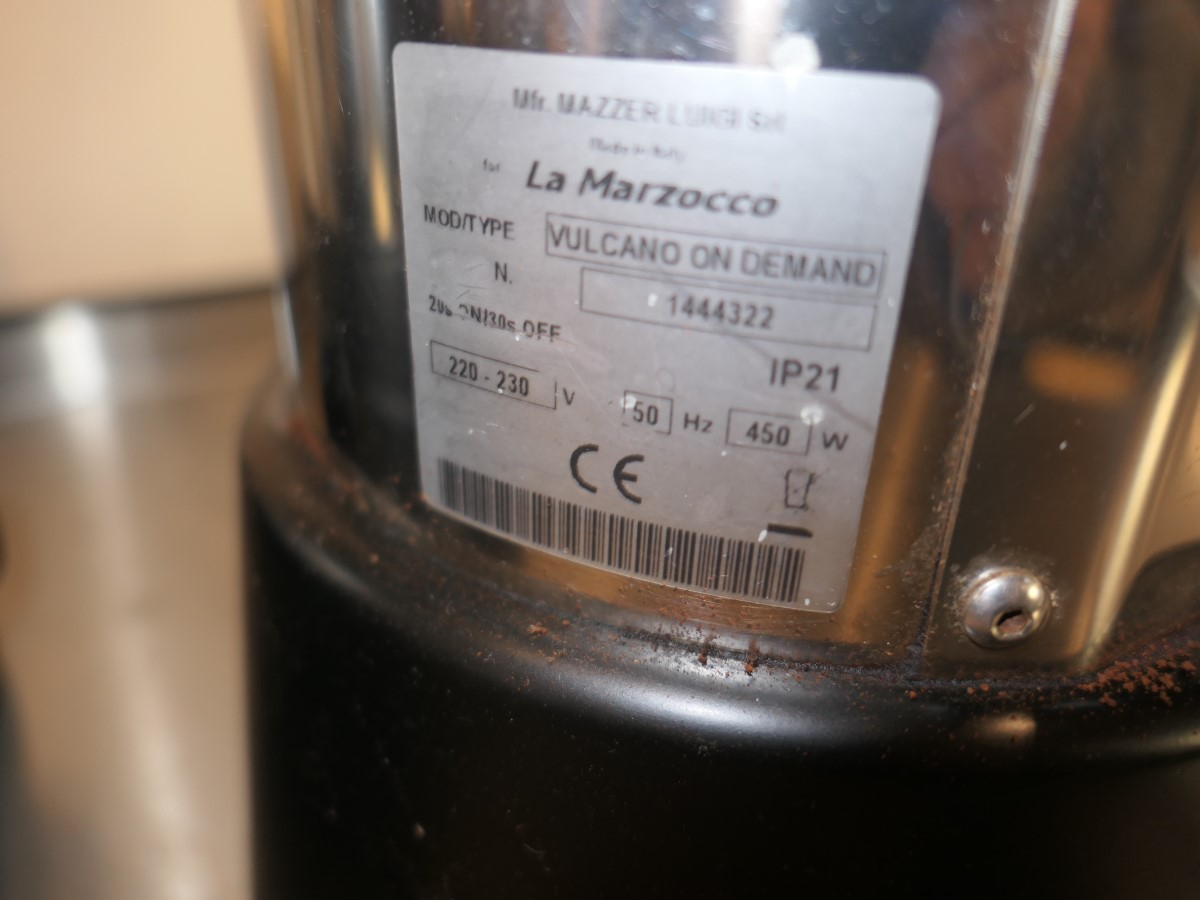 Mfr. MAZZER LUIGI Srl
Made in Italy
for La Marzocco
MOD/TYPE VULCANO ON DEMAND
N. 1444322
20s ON/30s OFF
IP21
220 - 230 V 50 Hz 450 W
CE